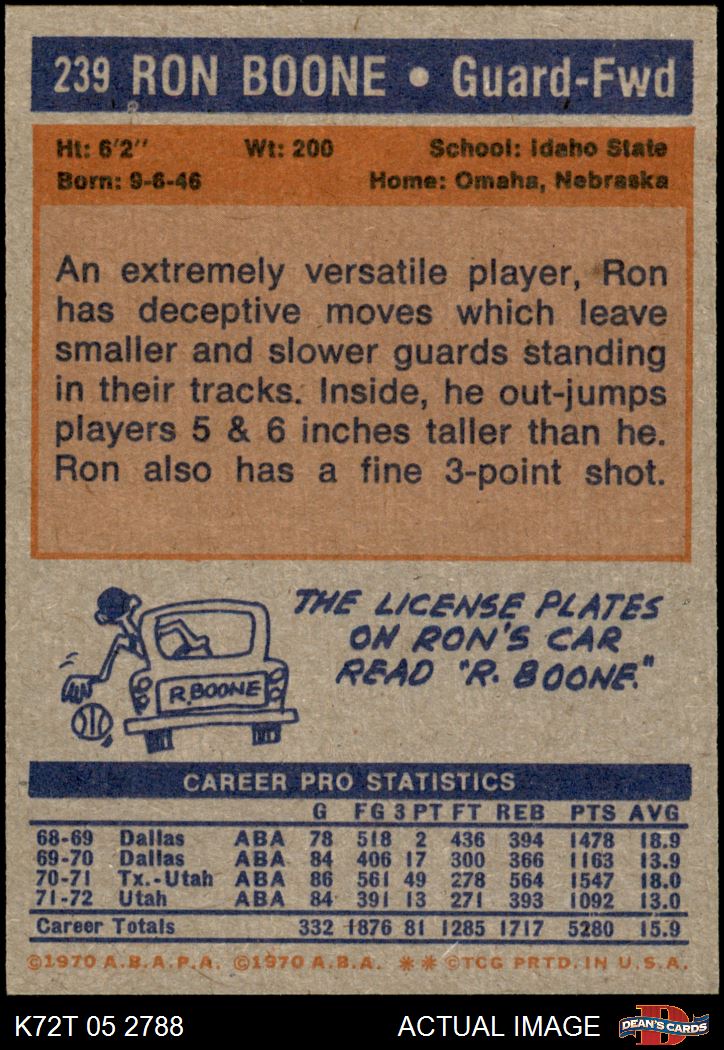 239 RON BOONE • Guard-Fwd
Ht: 6'2" Wt: 200 School: Idaho State
Born: 9-6-46 Home: Omaha, Nebraska
An extremely versatile player, Ron
has deceptive moves which leave
smaller and slower guards standing
in their tracks. Inside, he out-jumps
players 5 & 6 inches taller than he.
Ron also has a fine 3-point shot.
THE LICENSE PLATES
ON RON'S CAR
READ "R. BOONE."
R.BOONE
CAREER PRO STATISTICS
G FG 3 PT FT REB PTS AVG
68-69 Dallas ABA 78 518 2 436 394 1478 18.9
69-70 Dallas ABA 84 406 17 300 366 1163 13.9
70-71 Tx.-Utah ABA 86 561 49 278 564 1547 18.0
71-72 Utah ABA 84 391 13 271 393 1092 13.0
Career Totals 332 1876 81 1285 1717 5280 15.9
©1970 A.B.A.P.A. ©1970 A.B.A. ** ©TCG PRTD. IN U.S.A.
K72T 05 2788 ACTUAL IMAGE D DEAN'S CARDS